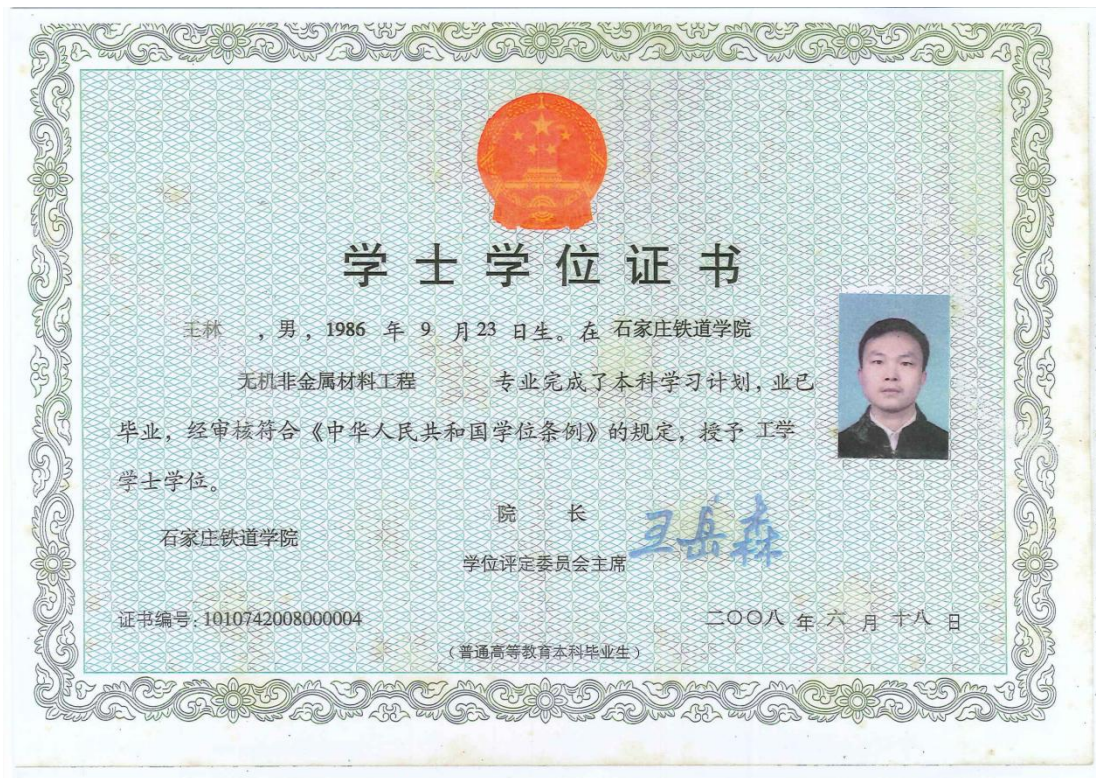 学士学位证书
王林，男，1986 年 9 月 23 日生。在 石家庄铁道学院
无机非金属材料工程 专业完成了本科学习计划，业已
毕业，经审核符合《中华人民共和国学位条例》的规定，授予 工学
学士学位。
院 长 王岳森
石家庄铁道学院
学位评定委员会主席
证书编号：1010742008000004
二〇〇八 年 六 月 十八 日
（普通高等教育本科毕业生）